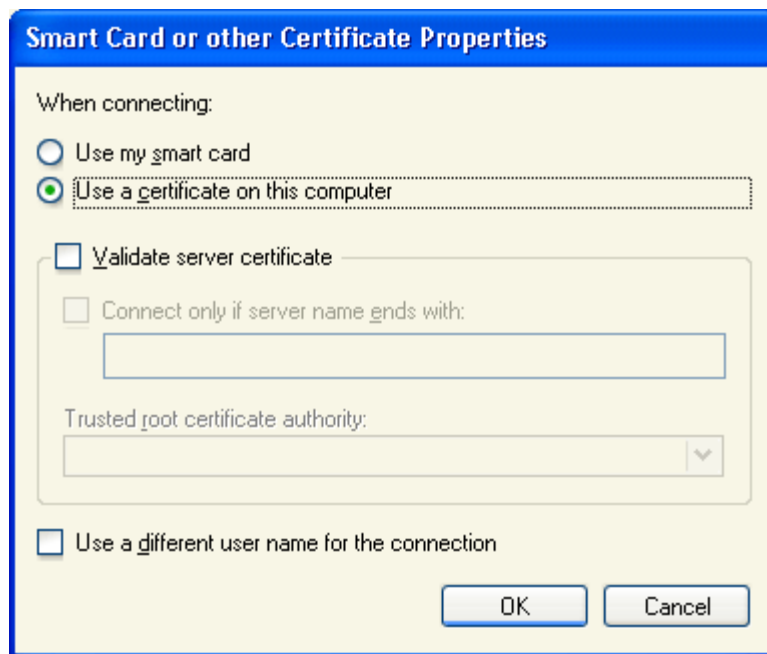 Smart Card or other Certificate Properties
When connecting:
Use my smart card
Use a certificate on this computer
Validate server certificate
Connect only if server name ends with:
Trusted root certificate authority:
Use a different user name for the connection
OK Cancel